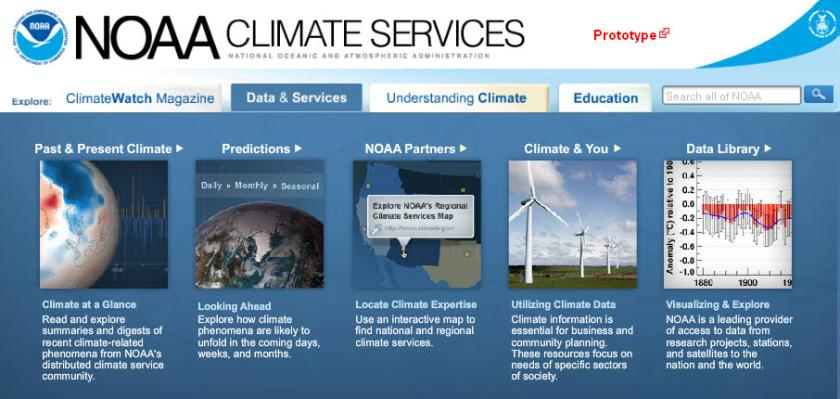 NOAA
NOAA CLIMATE SERVICES
NATIONAL OCEANIC AND ATMOSPHERIC ADMINISTRATION
Prototype
Explore:
ClimateWatch Magazine
Data & Services
Understanding Climate
Education
Search all of NOAA
Past & Present Climate
Predictions
NOAA Partners
Climate & You
Data Library
Daily » Monthly » Seasonal
Explore NOAA's Regional
Climate Services Map
http://www.climate.gov/
Anomaly (°C) relative to 190
0.6
0.4
0.2
0.0
-0.2
-0.4
-0.6
-0.8
-1.0
1880
1900
19
Climate at a Glance
Read and explore
summaries and digests of
recent climate-related
phenomena from NOAA's
distributed climate service
community.
Looking Ahead
Explore how climate
phenomena are likely to
unfold in the coming days,
weeks, and months.
Locate Climate Expertise
Use an interactive map to
find national and regional
climate services.
Utilizing Climate Data
Climate information is
essential for business and
community planning.
These resources focus on
needs of specific sectors
of society.
Visualizing & Explore
NOAA is a leading provider
of access to data from
research projects, stations,
and satellites to the
nation and the world.